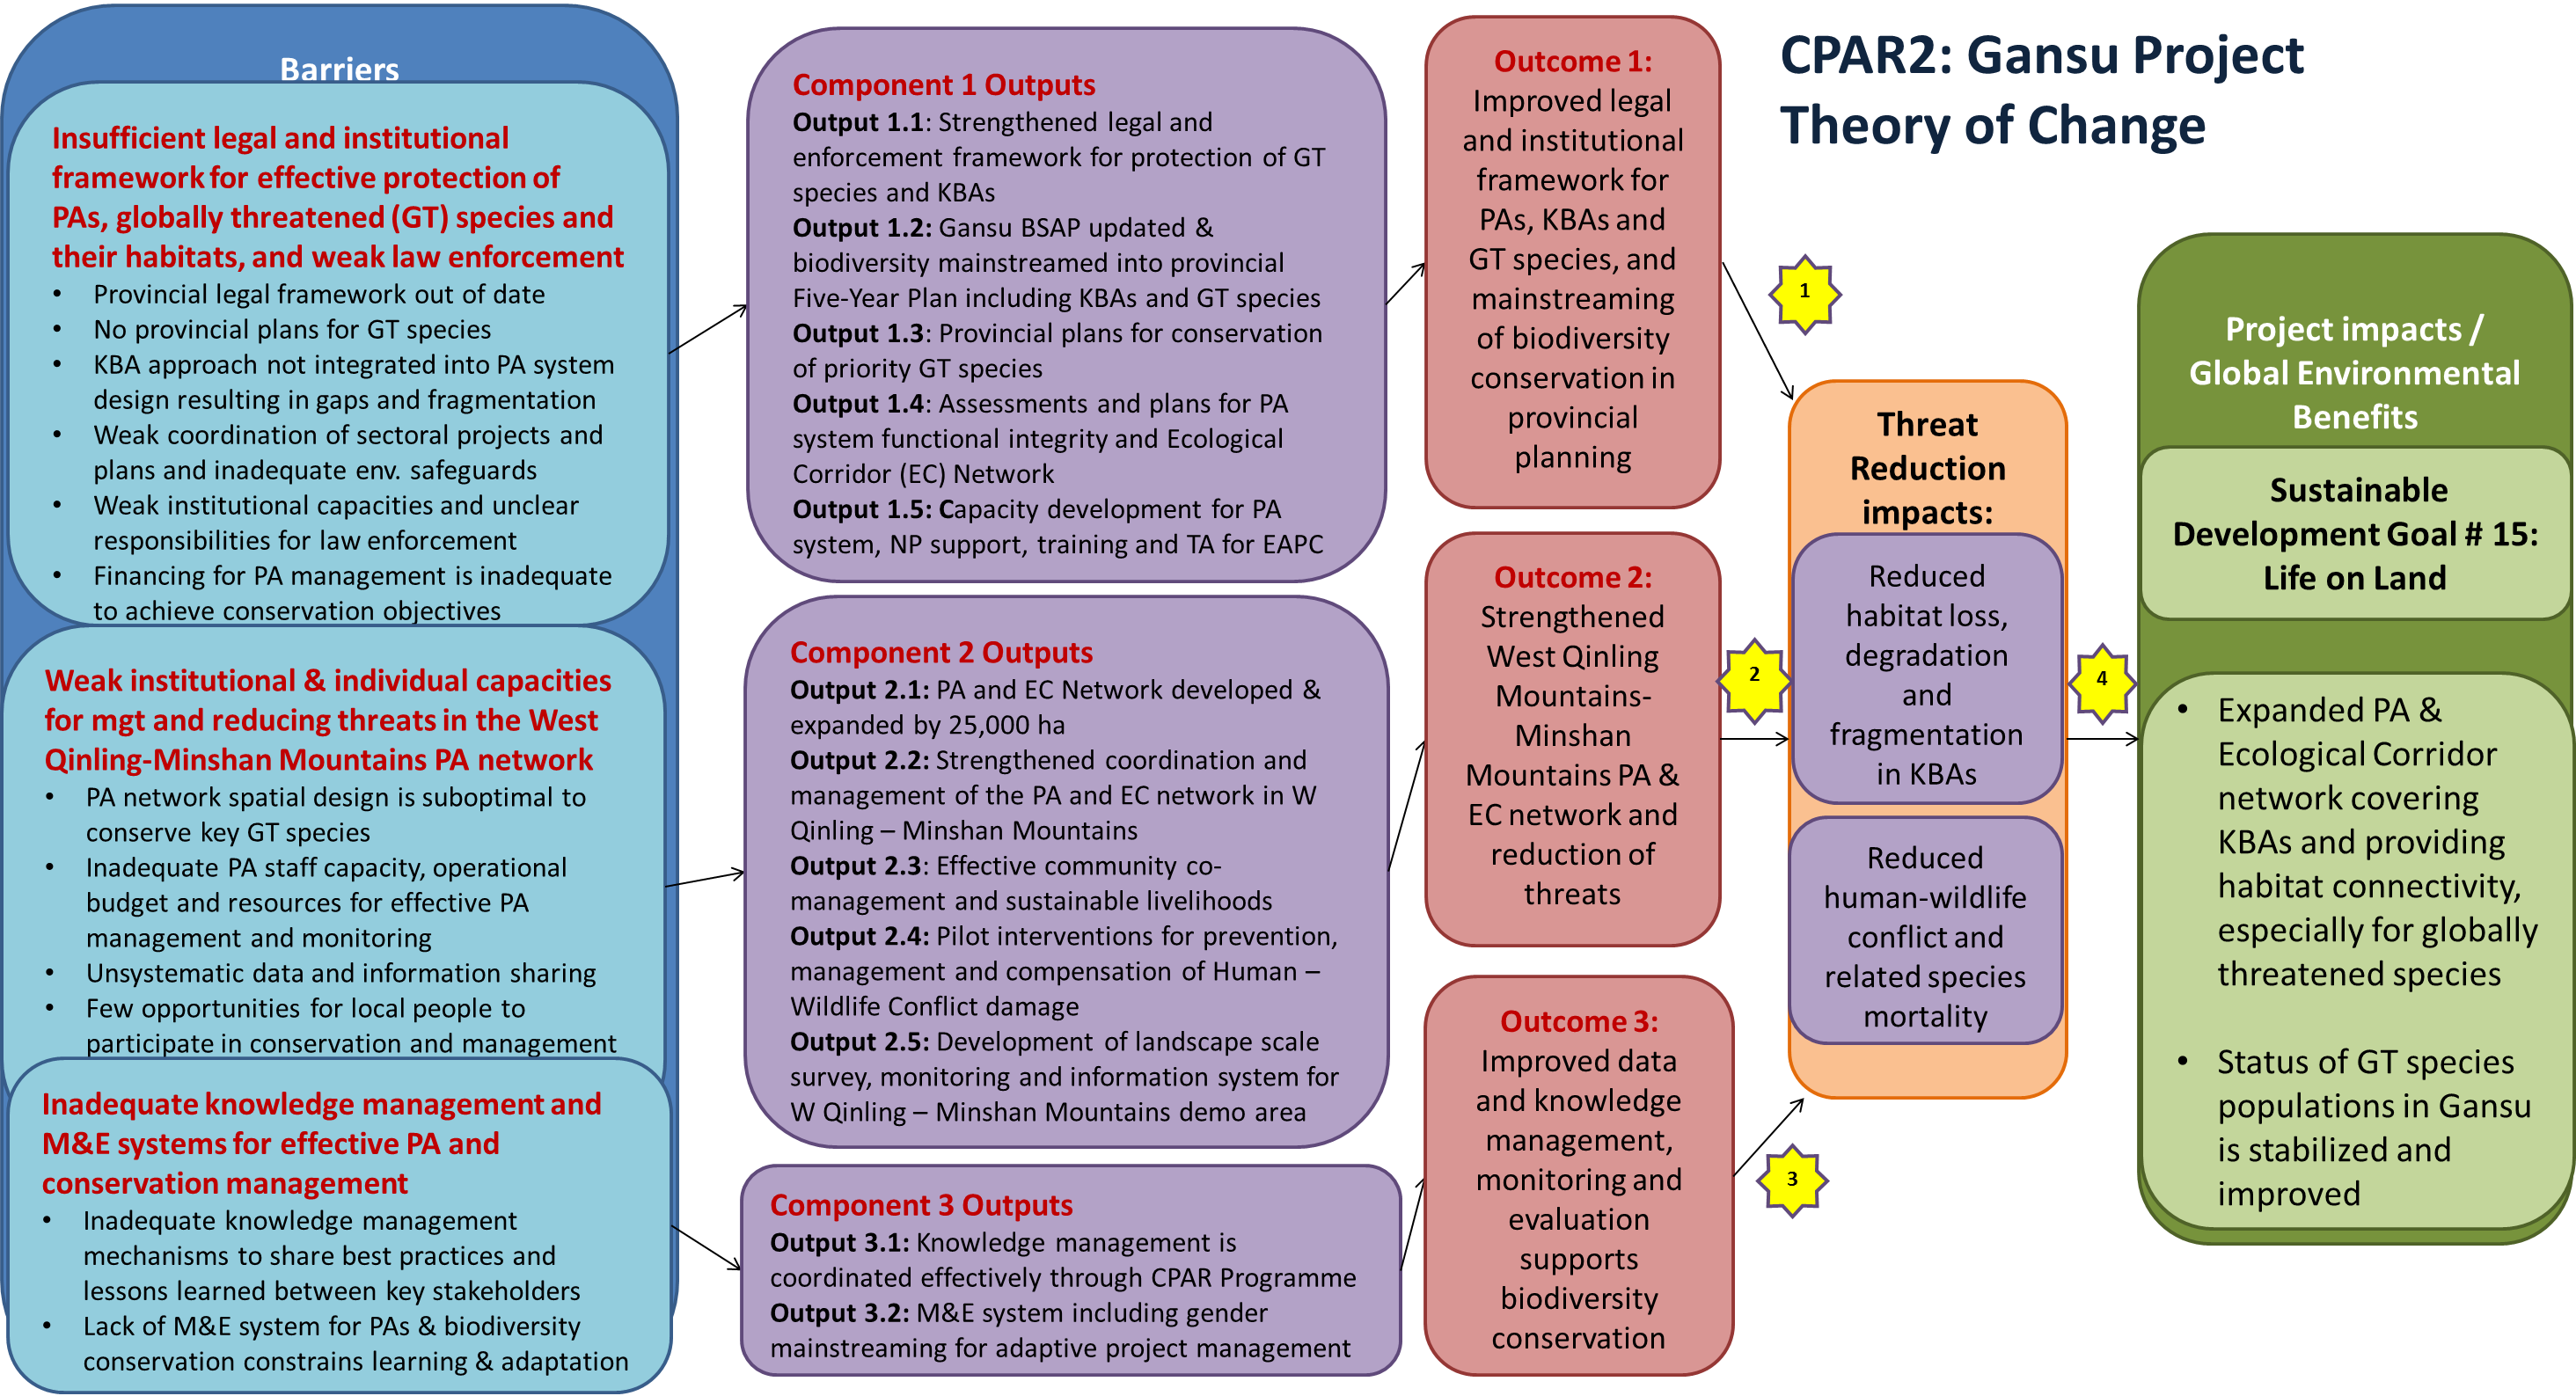 CPAR2: Gansu Project
Theory of Change
Barriers
Insufficient legal and institutional
framework for effective protection of
PAs, globally threatened (GT) species and
their habitats, and weak law enforcement
• Provincial legal framework out of date
• No provincial plans for GT species
• KBA approach not integrated into PA system
design resulting in gaps and fragmentation
• Weak coordination of sectoral projects and
plans and inadequate env. safeguards
• Weak institutional capacities and unclear
responsibilities for law enforcement
• Financing for PA management is inadequate
to achieve conservation objectives
Weak institutional & individual capacities
for mgt and reducing threats in the West
Qinling-Minshan Mountains PA network
• PA network spatial design is suboptimal to
conserve key GT species
• Inadequate PA staff capacity, operational
budget and resources for effective PA
management and monitoring
• Unsystematic data and information sharing
• Few opportunities for local people to
participate in conservation and management
Inadequate knowledge management and
M&E systems for effective PA and
conservation management
• Inadequate knowledge management
mechanisms to share best practices and
lessons learned between key stakeholders
• Lack of M&E system for PAs & biodiversity
conservation constrains learning & adaptation
Component 1 Outputs
Output 1.1: Strengthened legal and
enforcement framework for protection of GT
species and KBAs
Output 1.2: Gansu BSAP updated &
biodiversity mainstreamed into provincial
Five-Year Plan including KBAs and GT species
Output 1.3: Provincial plans for conservation
of priority GT species
Output 1.4: Assessments and plans for PA
system functional integrity and Ecological
Corridor (EC) Network
Output 1.5: Capacity development for PA
system, NP support, training and TA for EAPC
Component 2 Outputs
Output 2.1: PA and EC Network developed &
expanded by 25,000 ha
Output 2.2: Strengthened coordination and
management of the PA and EC network in W
Qinling – Minshan Mountains
Output 2.3: Effective community co-
management and sustainable livelihoods
Output 2.4: Pilot interventions for prevention,
management and compensation of Human –
Wildlife Conflict damage
Output 2.5: Development of landscape scale
survey, monitoring and information system for
W Qinling – Minshan Mountains demo area
Component 3 Outputs
Output 3.1: Knowledge management is
coordinated effectively through CPAR Programme
Output 3.2: M&E system including gender
mainstreaming for adaptive project management
Outcome 1:
Improved legal
and institutional
framework for
PAs, KBAs and
GT species, and
mainstreaming
of biodiversity
conservation in
provincial
planning
Outcome 2:
Strengthened
West Qinling
Mountains-
Minshan
Mountains PA &
EC network and
reduction of
threats
Outcome 3:
Improved data
and knowledge
management,
monitoring and
evaluation
supports
biodiversity
conservation
1
2
3
Threat
Reduction
impacts:
Reduced
habitat loss,
degradation
and
fragmentation
in KBAs
Reduced
human-wildlife
conflict and
related species
mortality
4
Project impacts /
Global Environmental
Benefits
Sustainable
Development Goal # 15:
Life on Land
• Expanded PA &
Ecological Corridor
network covering
KBAs and providing
habitat connectivity,
especially for globally
threatened species
• Status of GT species
populations in Gansu
is stabilized and
improved